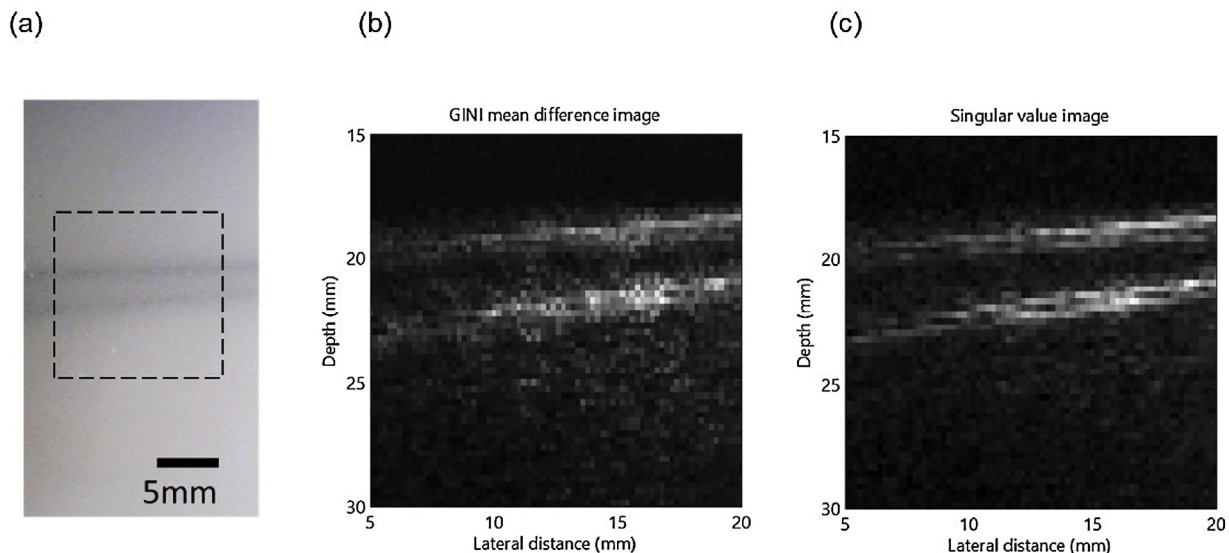 (a)
(b)
(c)
5mm
GINI mean difference image
15
20
25
30
Depth (mm)
5
10
15
20
Lateral distance (mm)
Singular value image
15
20
25
30
Depth (mm)
5
10
15
20
Lateral distance (mm)